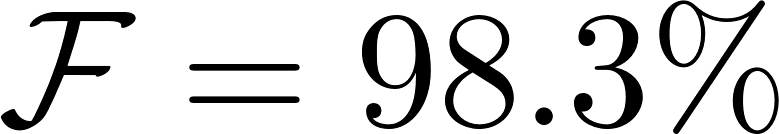 ℱ = 98.3%